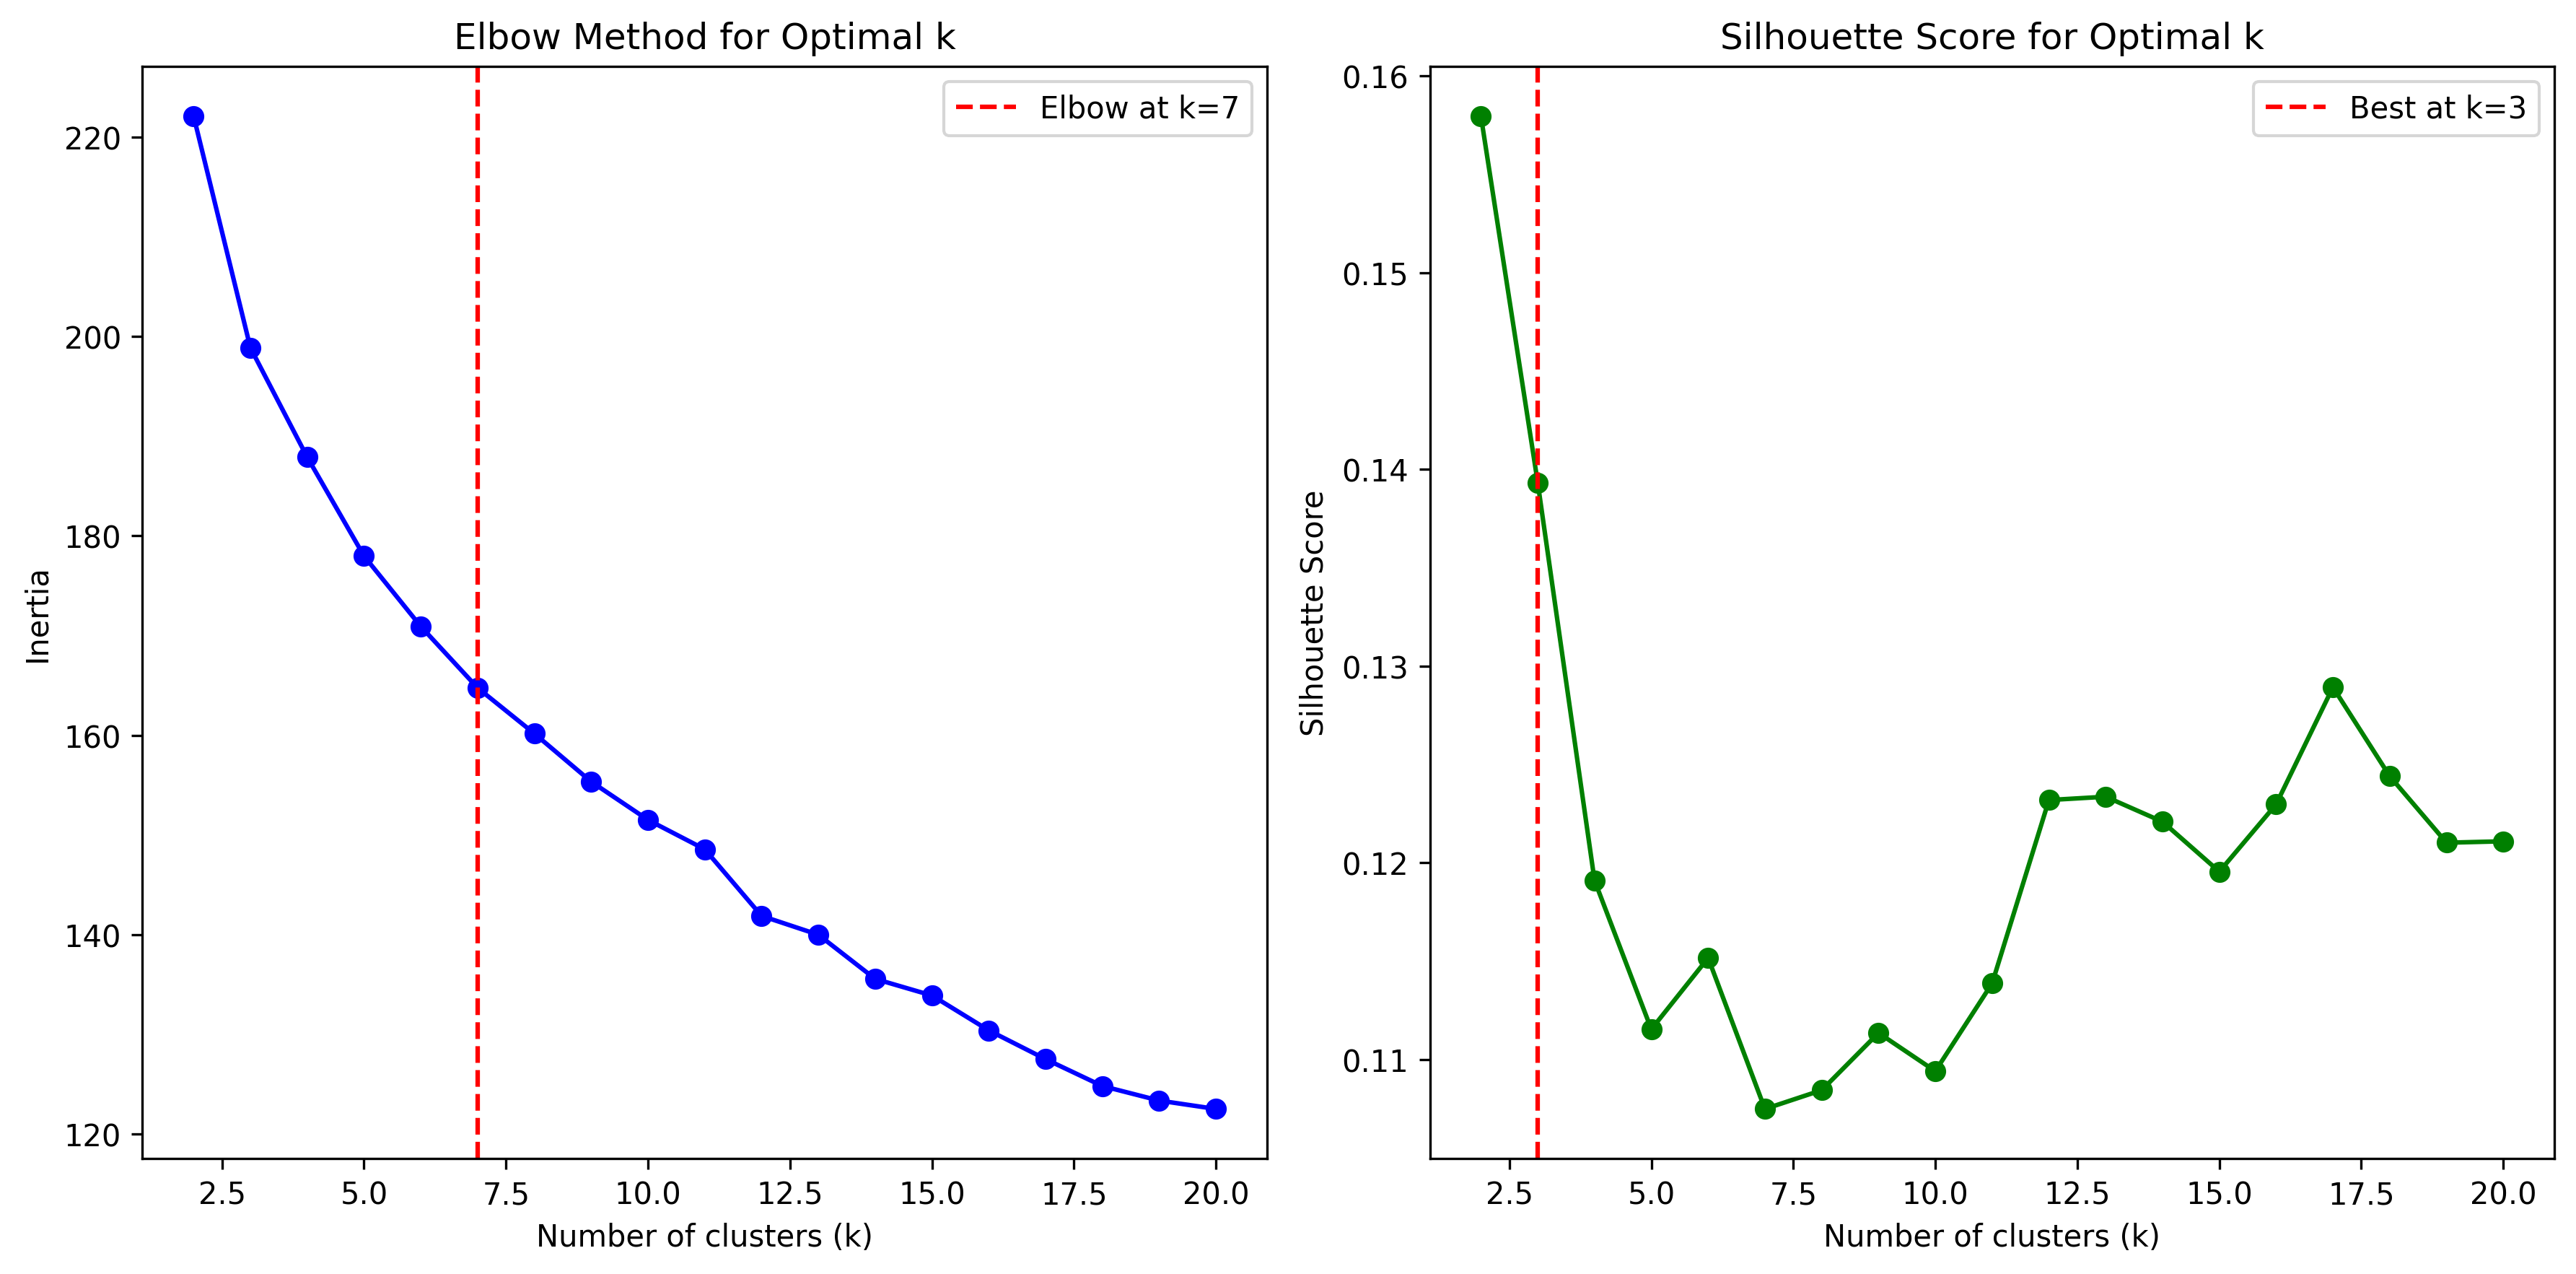 Elbow Method for Optimal k
Elbow at k=7
220
200
180
160
140
120
Inertia
2.5 5.0 7.5 10.0 12.5 15.0 17.5 20.0
Number of clusters (k)
Silhouette Score for Optimal k
Best at k=3
0.16
0.15
0.14
0.13
0.12
0.11
Silhouette Score
2.5 5.0 7.5 10.0 12.5 15.0 17.5 20.0
Number of clusters (k)